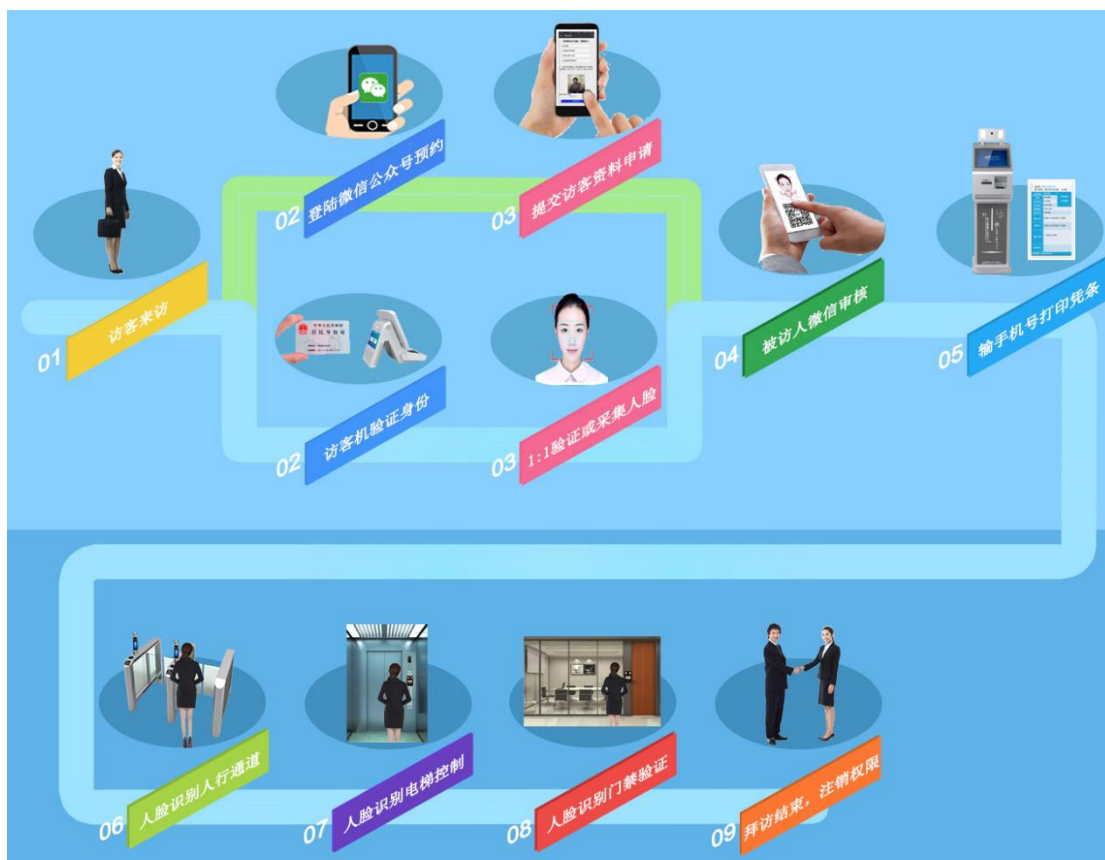 02 登陆微信公众号预约
03 提交访客资料申请
01 访客来访
04 被访人微信审核
05 输手机号打印凭条
02 访客机验证身份
03 1:1验证或采集人脸
06 人脸识别人行通道
07 人脸识别电梯控制
08 人脸识别门禁验证
09 拜访结束，注销权限